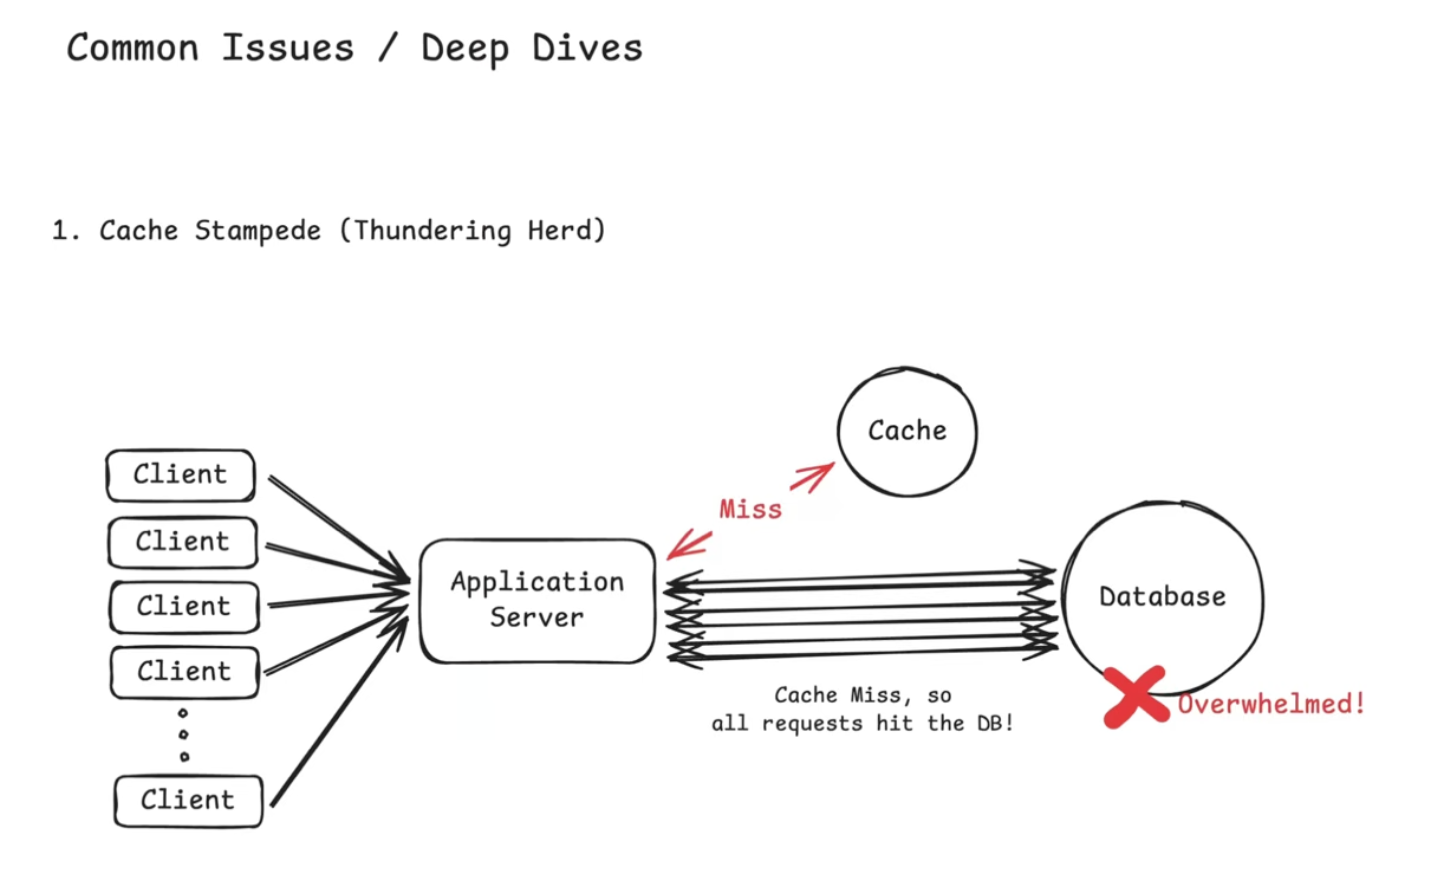 Common Issues / Deep Dives
1. Cache Stampede (Thundering Herd)
Cache
Client
Miss
Client
Application
Server
Database
Client
Client
Cache Miss, so
all requests hit the DB!
Overwhelmed!
Client